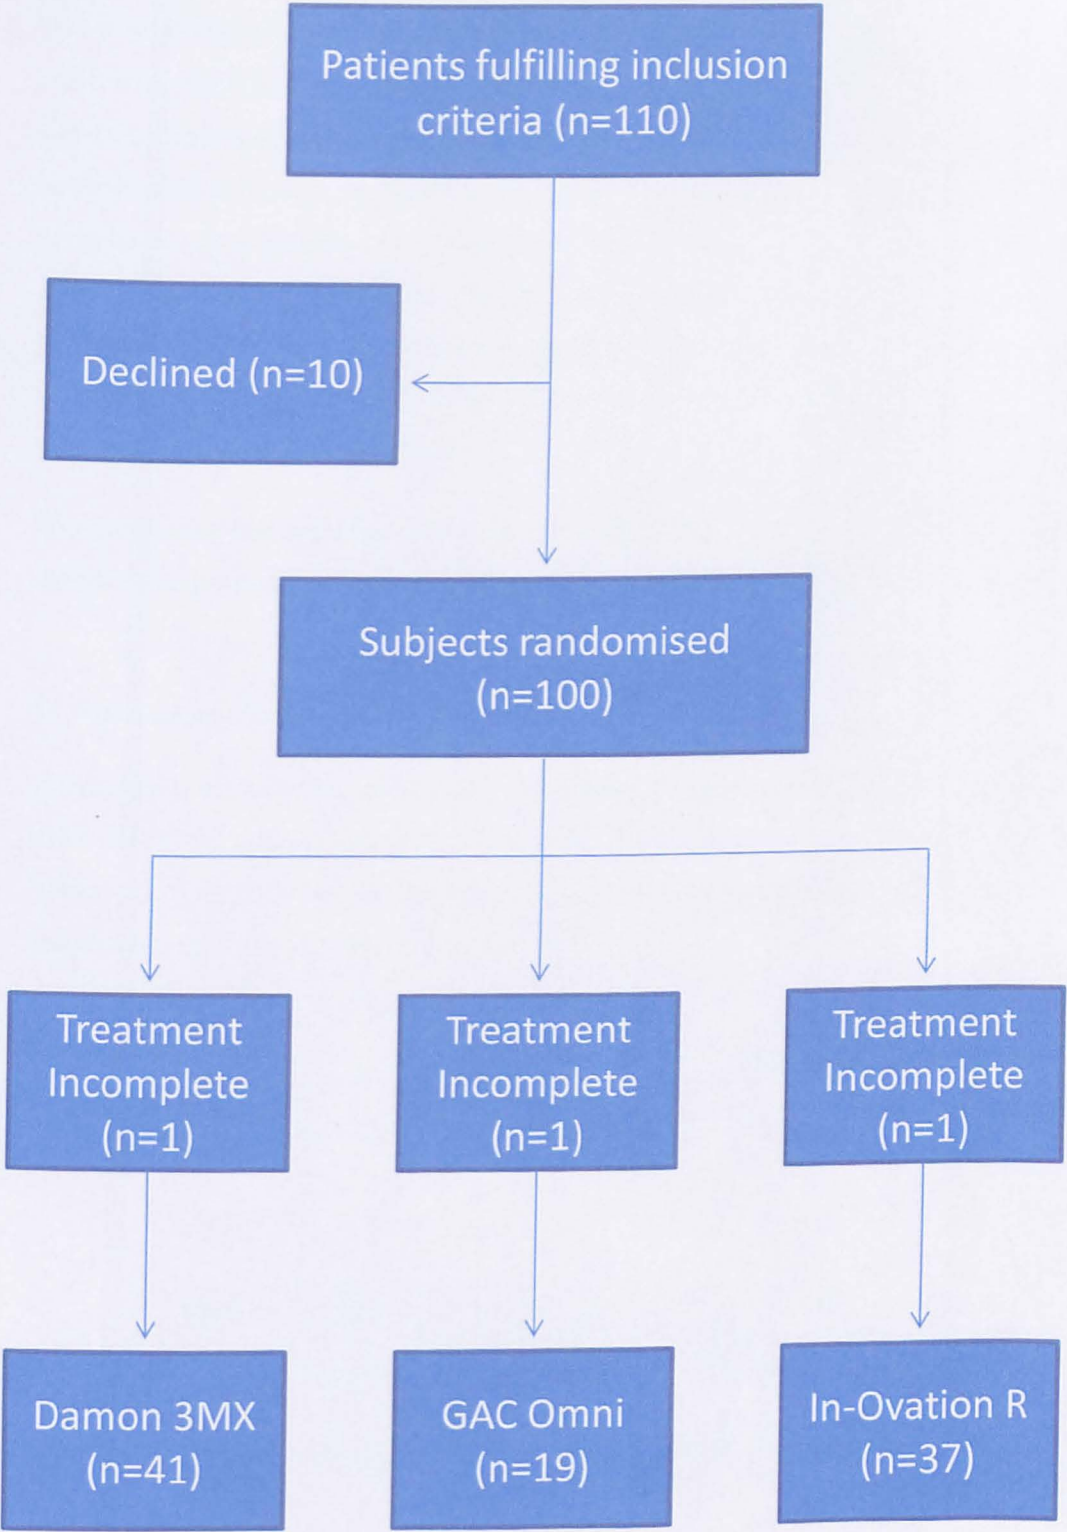 Patients fulfilling inclusion
criteria (n=110)
Declined (n=10)
Subjects randomised
(n=100)
Treatment
Incomplete
(n=1)
Treatment
Incomplete
(n=1)
Treatment
Incomplete
(n=1)
Damon 3MX
(n=41)
GAC Omni
(n=19)
In-Ovation R
(n=37)